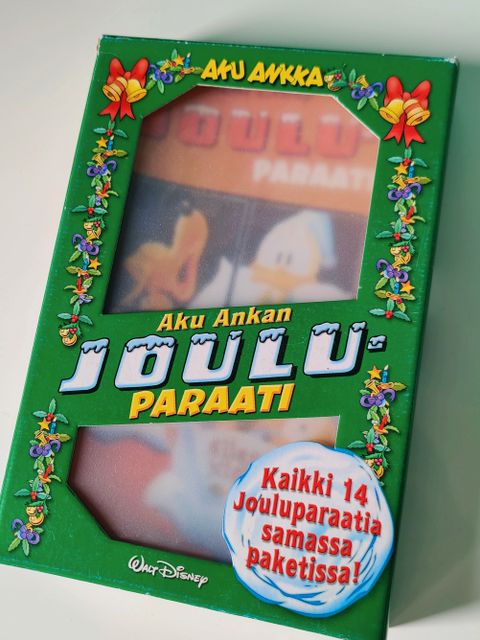 AKU ANKKA
JOULU-
PARAATI
Aku Ankan
JOULU-
PARAATI
Kaikki 14
Jouluparaatia
samassa
paketissa!
WALT DISNEY